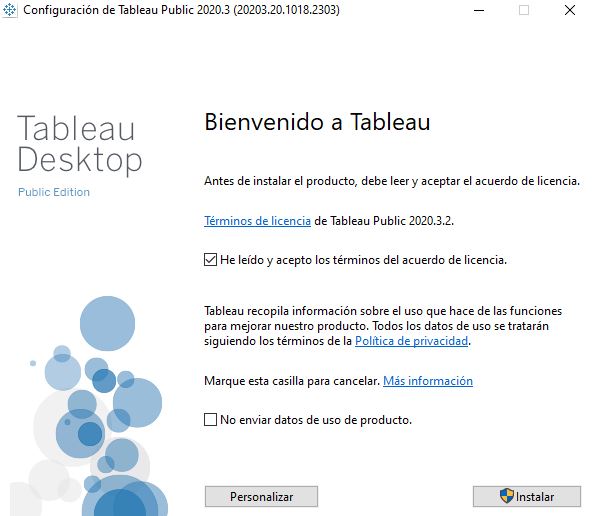 Configuración de Tableau Public 2020.3 (20203.20.1018.2303)
Tableau
Desktop
Public Edition
Bienvenido a Tableau
Antes de instalar el producto, debe leer y aceptar el acuerdo de licencia.
Términos de licencia de Tableau Public 2020.3.2.
He leído y acepto los términos del acuerdo de licencia.
Tableau recopila información sobre el uso que hace de las funciones
para mejorar nuestro producto. Todos los datos de uso se tratarán
siguiendo los términos de la Política de privacidad.
Marque esta casilla para cancelar. Más información
No enviar datos de uso de producto.
Personalizar
Instalar